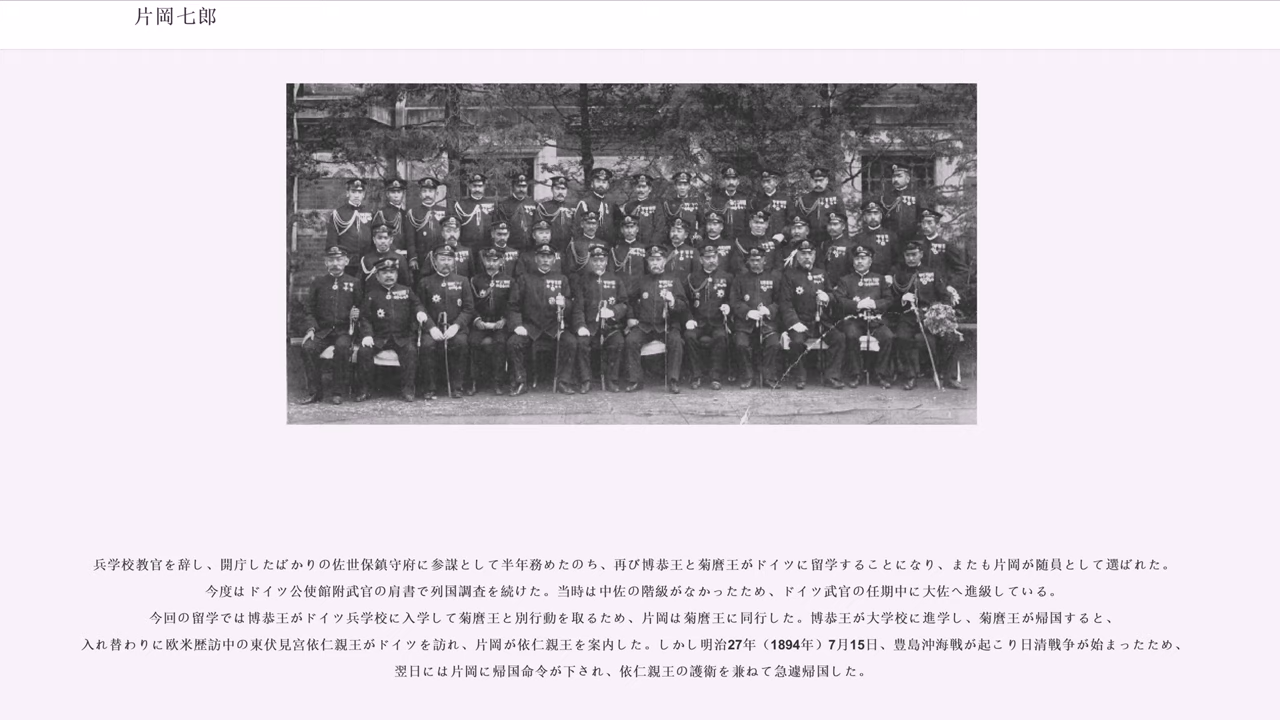 片岡七郎
兵学校教官を辞し、開庁したばかりの佐世保鎮守府に参謀として半年務めたのち、再び博恭王と菊麿王がドイツに留学することになり、またも片岡が随員として選ばれた。
今度はドイツ公使館附武官の肩書で列国調査を続けた。当時は中佐の階級がなかったため、ドイツ武官の任期中に大佐へ進級している。
今回の留学では博恭王がドイツ兵学校に入学して菊麿王と別行動を取るため、片岡は菊麿王に同行した。博恭王が大学校に進学し、菊麿王が帰国すると、
入れ替わりに欧米歴訪中の東伏見宮依仁親王がドイツを訪れ、片岡が依仁親王を案内した。しかし明治27年（1894年）7月15日、豊島沖海戦が起こり日清戦争が始まったため、
翌日には片岡に帰国命令が下され、依仁親王の護衛を兼ねて急遽帰国した。